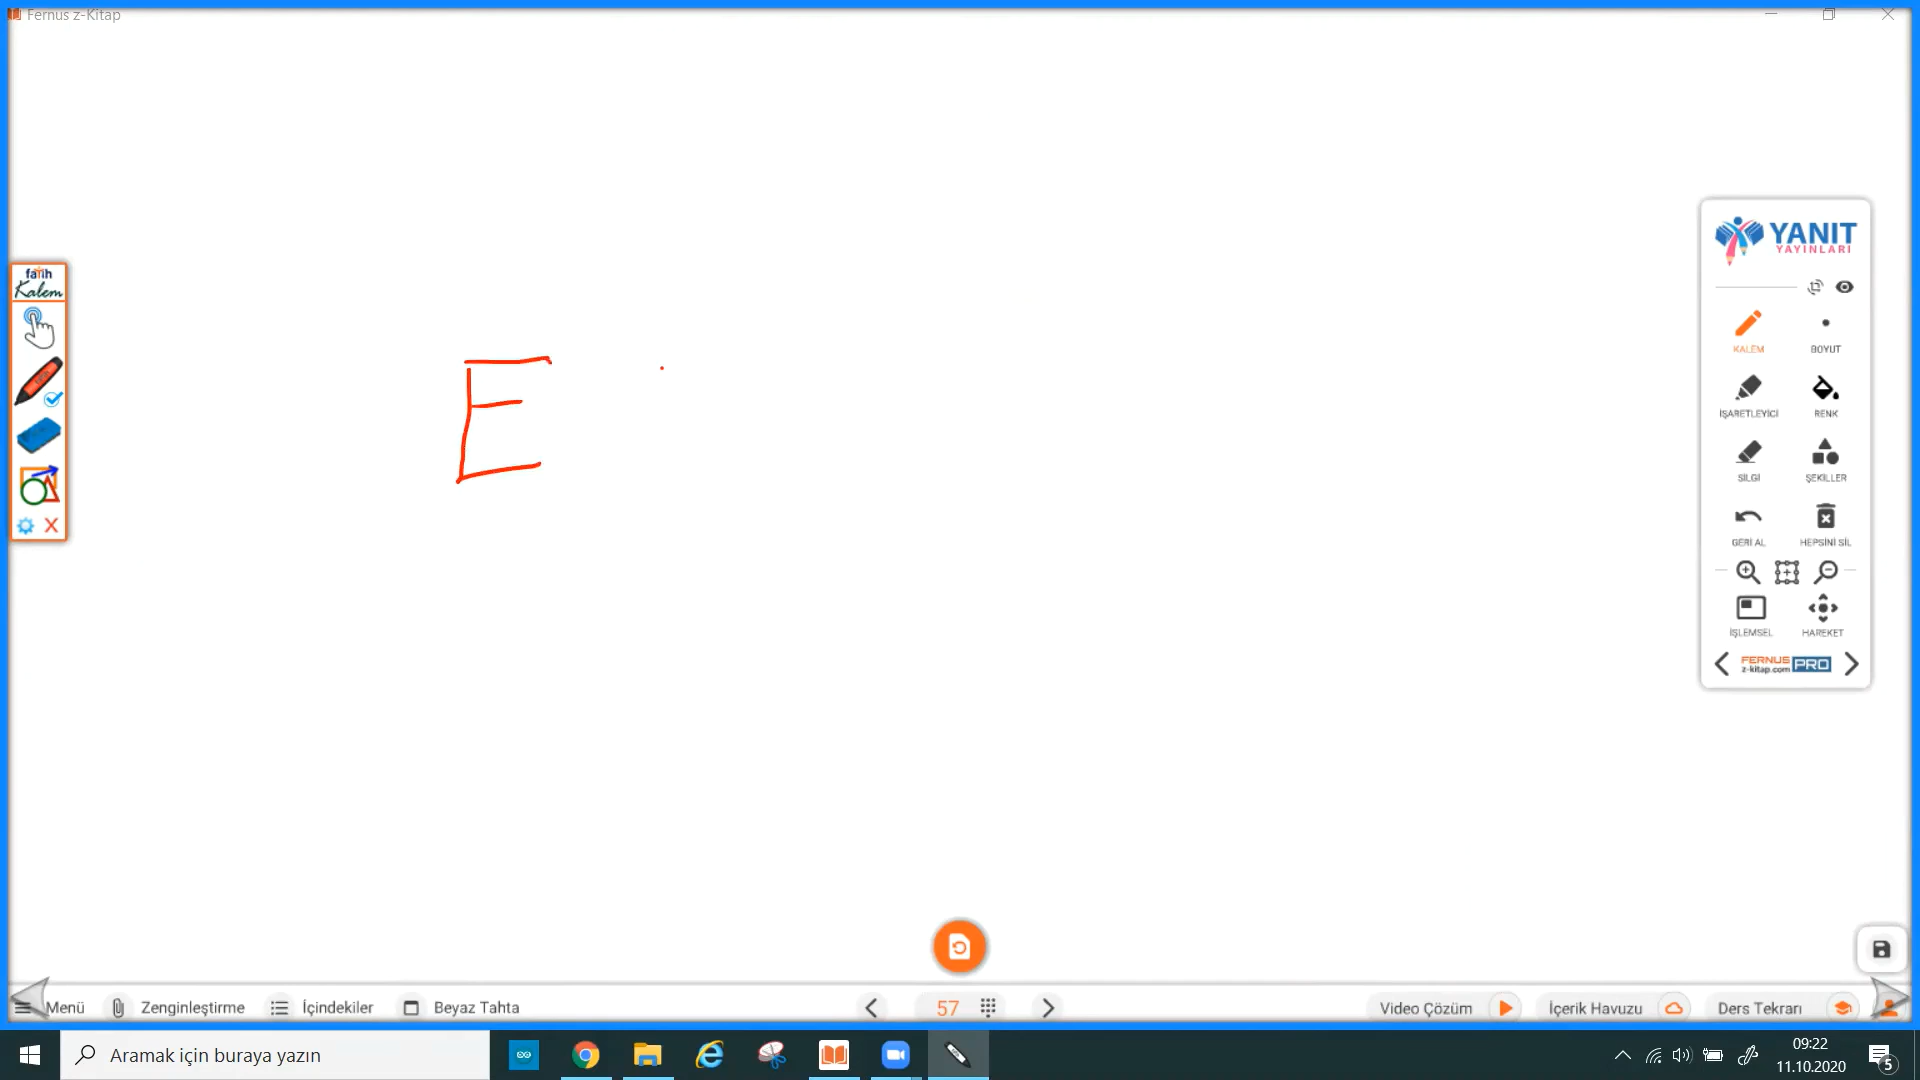 Fernus z-Kitap
E
fatih
Kalem
YANIT
YAYINLARI
KALEM
BOYUT
İŞARETLEYİCİ
RENK
SİLGİ
ŞEKİLLER
GERİ AL
HEPSİNİ SİL
İŞLEMSEL
HAREKET
FERNUS
z-kitap.com PRO
Menü
Zenginleştirme
İçindekiler
Beyaz Tahta
57
Video Çözüm
İçerik Havuzu
Ders Tekrarı
Aramak için buraya yazın
09:22
11.10.2020
5